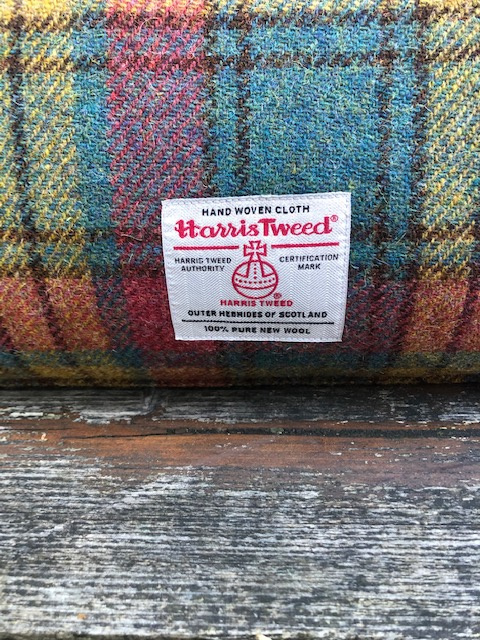 HAND WOVEN CLOTH
Harris Tweed®
HARRIS TWEED AUTHORITY
CERTIFICATION MARK
®
HARRIS TWEED
OUTER HEBRIDES OF SCOTLAND
100% PURE NEW WOOL